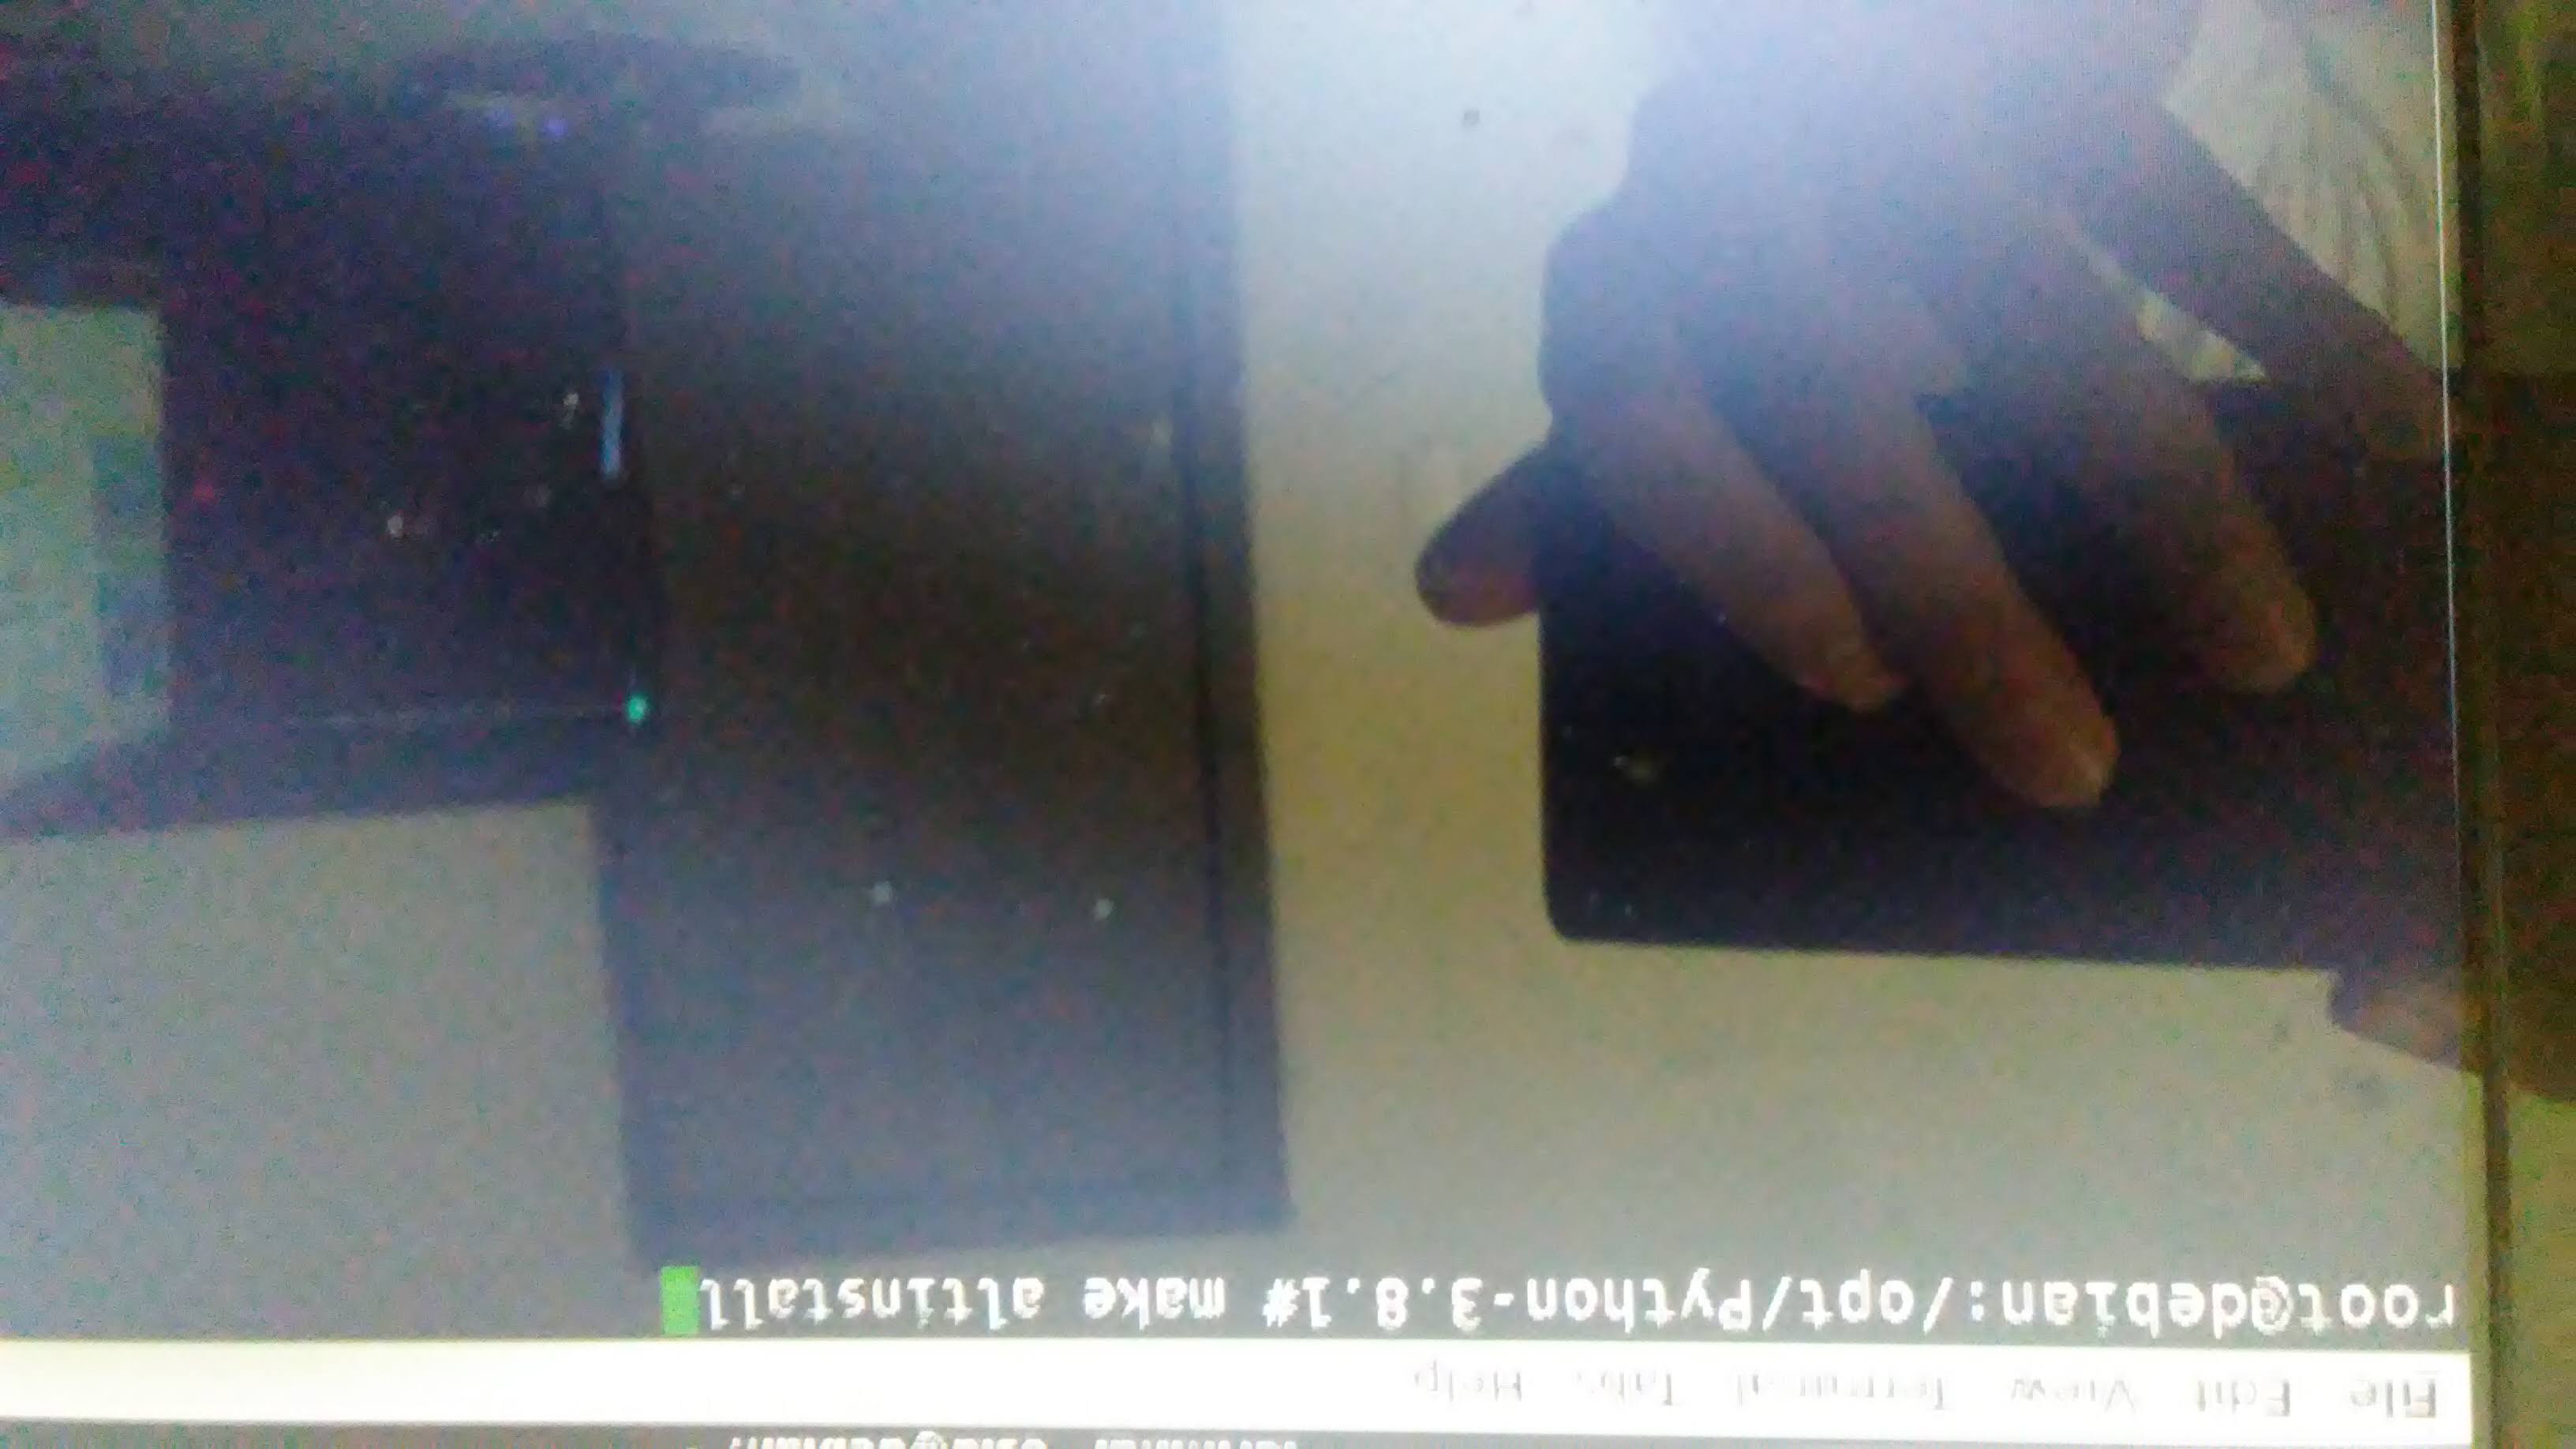 File Edit View Terminal Tabs Help
root@debian:/opt/Python-3.8.1# make altinstall